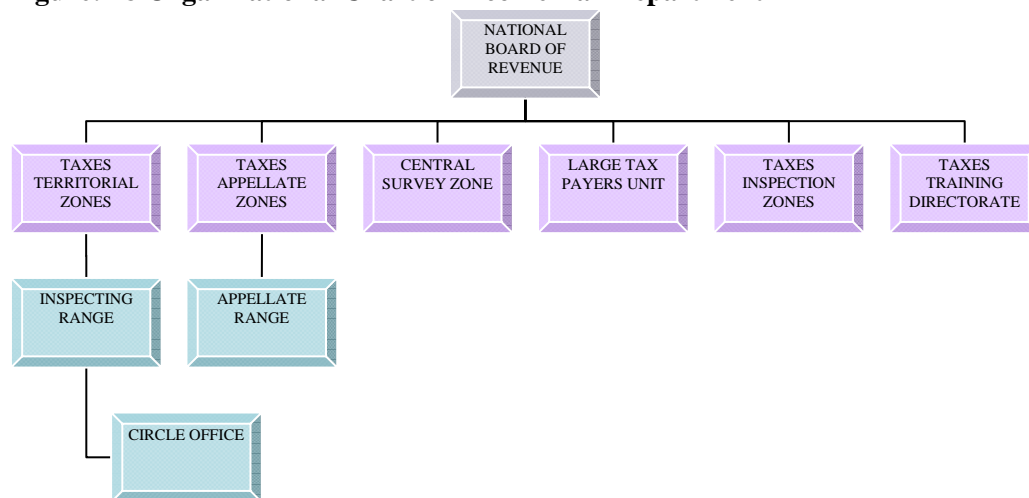 NATIONAL
BOARD OF
REVENUE
TAXES
TERRITORIAL
ZONES
TAXES
APPELLATE
ZONES
CENTRAL
SURVEY ZONE
LARGE TAX
PAYERS UNIT
TAXES
INSPECTION
ZONES
TAXES
TRAINING
DIRECTORATE
INSPECTING
RANGE
APPELLATE
RANGE
CIRCLE OFFICE